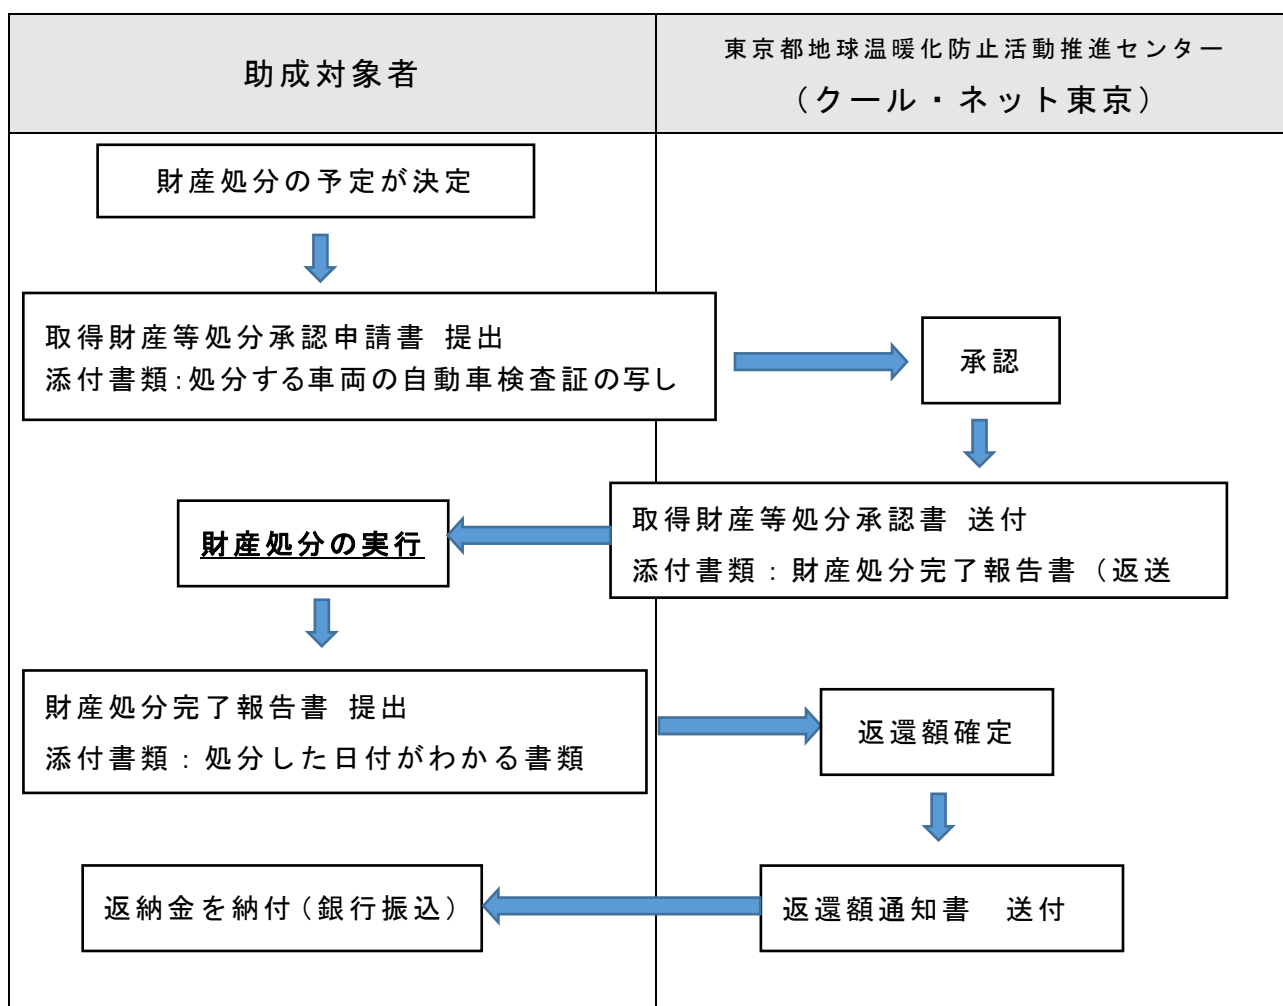 助成対象者
東京都地球温暖化防止活動推進センター
（クール・ネット東京）
財産処分の予定が決定
取得財産等処分承認申請書 提出
添付書類：処分する車両の自動車検査証の写し
承認
取得財産等処分承認書 送付
添付書類：財産処分完了報告書（返送
財産処分の実行
財産処分完了報告書 提出
添付書類：処分した日付がわかる書類
返還額確定
返還額通知書　送付
返納金を納付（銀行振込）